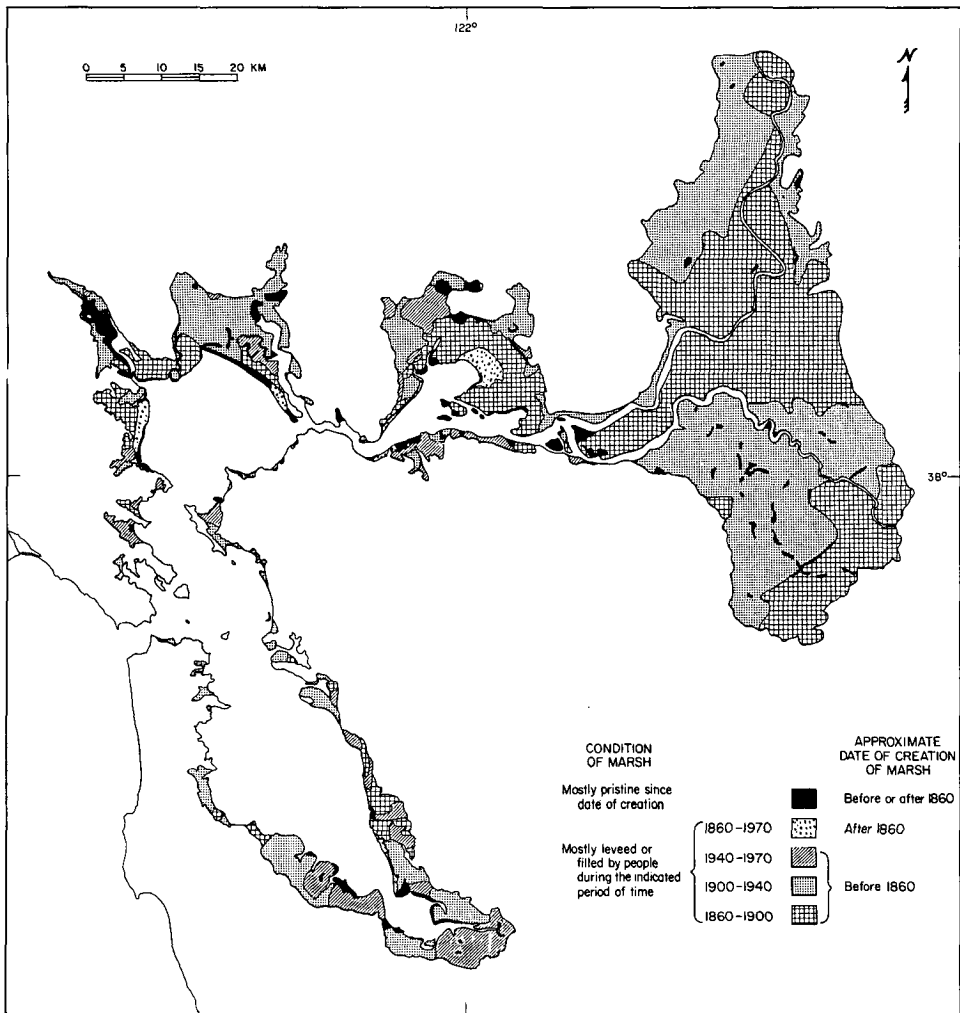 122°
0 5 10 15 20 KM
N
38°
CONDITION
OF MARSH
APPROXIMATE
DATE OF CREATION
OF MARSH
Mostly pristine since
date of creation
Before or after 1860
Mostly leveed or
filled by people
during the indicated
period of time
1860-1970
After 1860
1940-1970
1900-1940
Before 1860
1860-1900